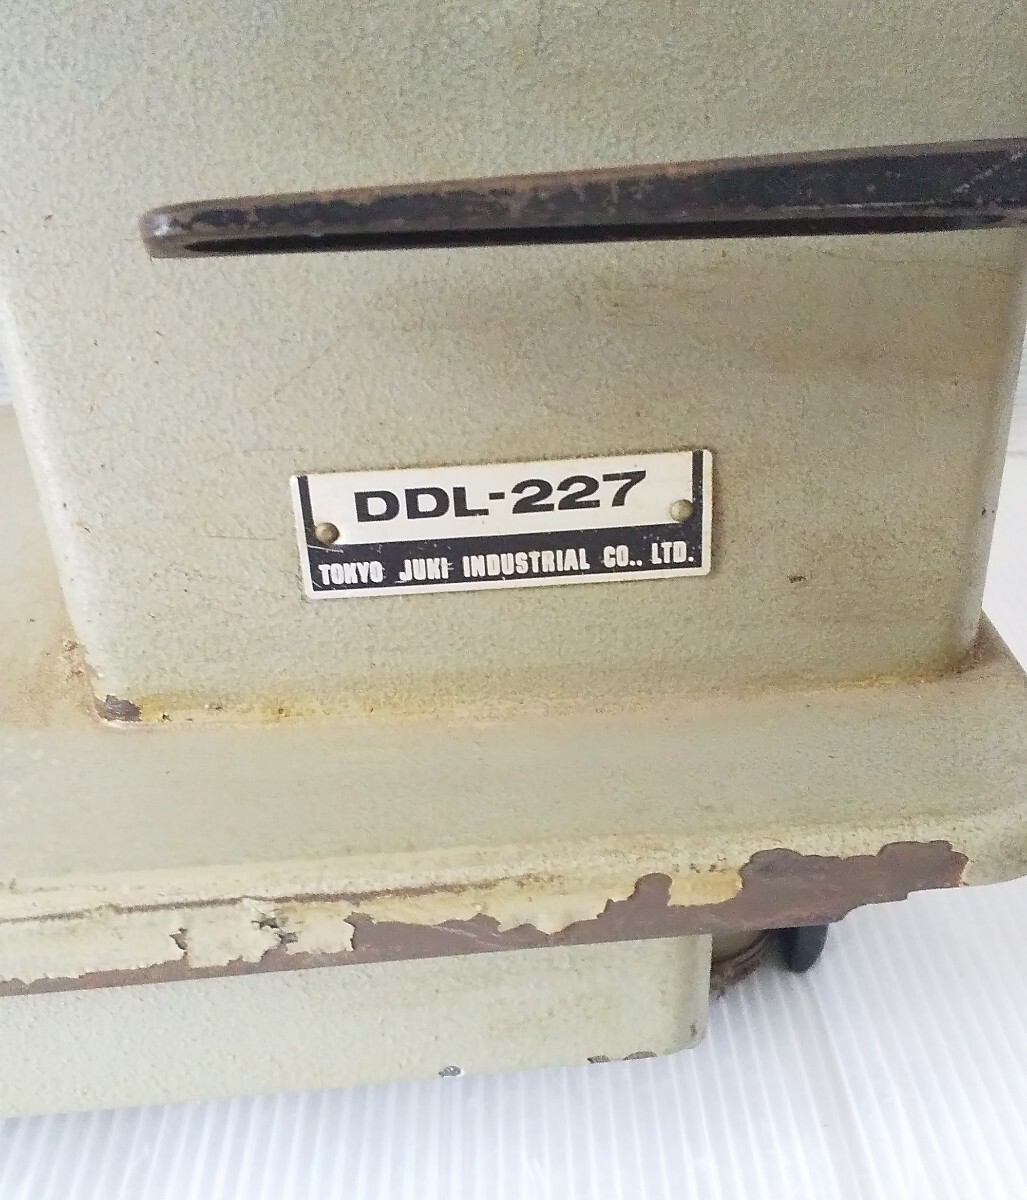 DDL-227
TOKYO JUKI INDUSTRIAL CO., LTD.